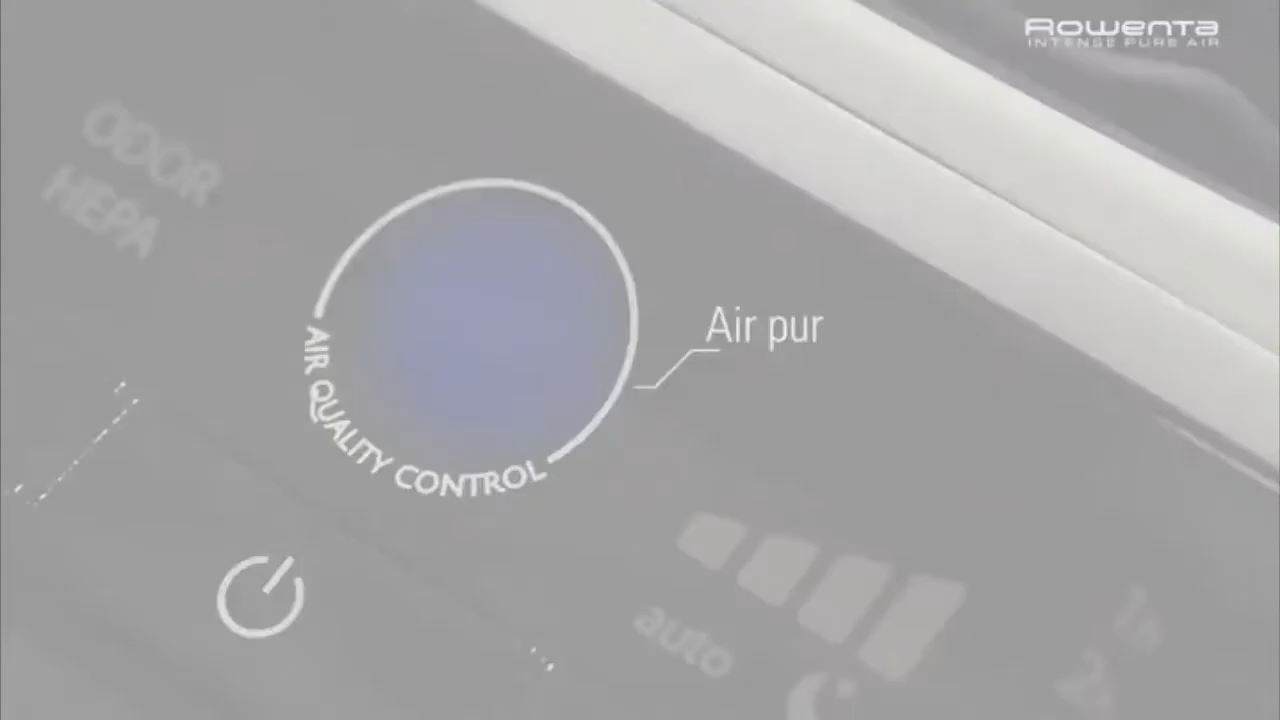 Rowenta
INTENSE PURE AIR
ODOR
HEPA
Air pur
AIR QUALITY CONTROL
auto